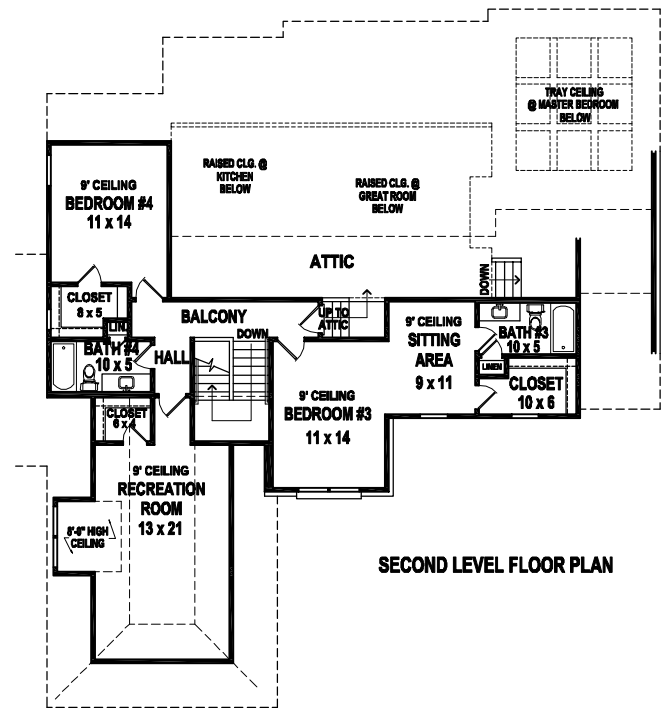 TRAY CEILING
@ MASTER BEDROOM
BELOW
RAISED CLG. @
KITCHEN
BELOW
RAISED CLG. @
GREAT ROOM
BELOW
9' CEILING
BEDROOM #4
11 x 14
ATTIC
DOWN
CLOSET
8 x 5
LIN.
BALCONY
UP TO
ATTIC
DOWN
9' CEILING
SITTING
AREA
9 x 11
BATH #3
10 x 5
LINEN
CLOSET
10 x 6
BATH #4
10 x 5
HALL
9' CEILING
BEDROOM #3
11 x 14
CLOSET
6 x 4
9' CEILING
RECREATION
ROOM
13 x 21
8'-6" HIGH
CEILING
SECOND LEVEL FLOOR PLAN